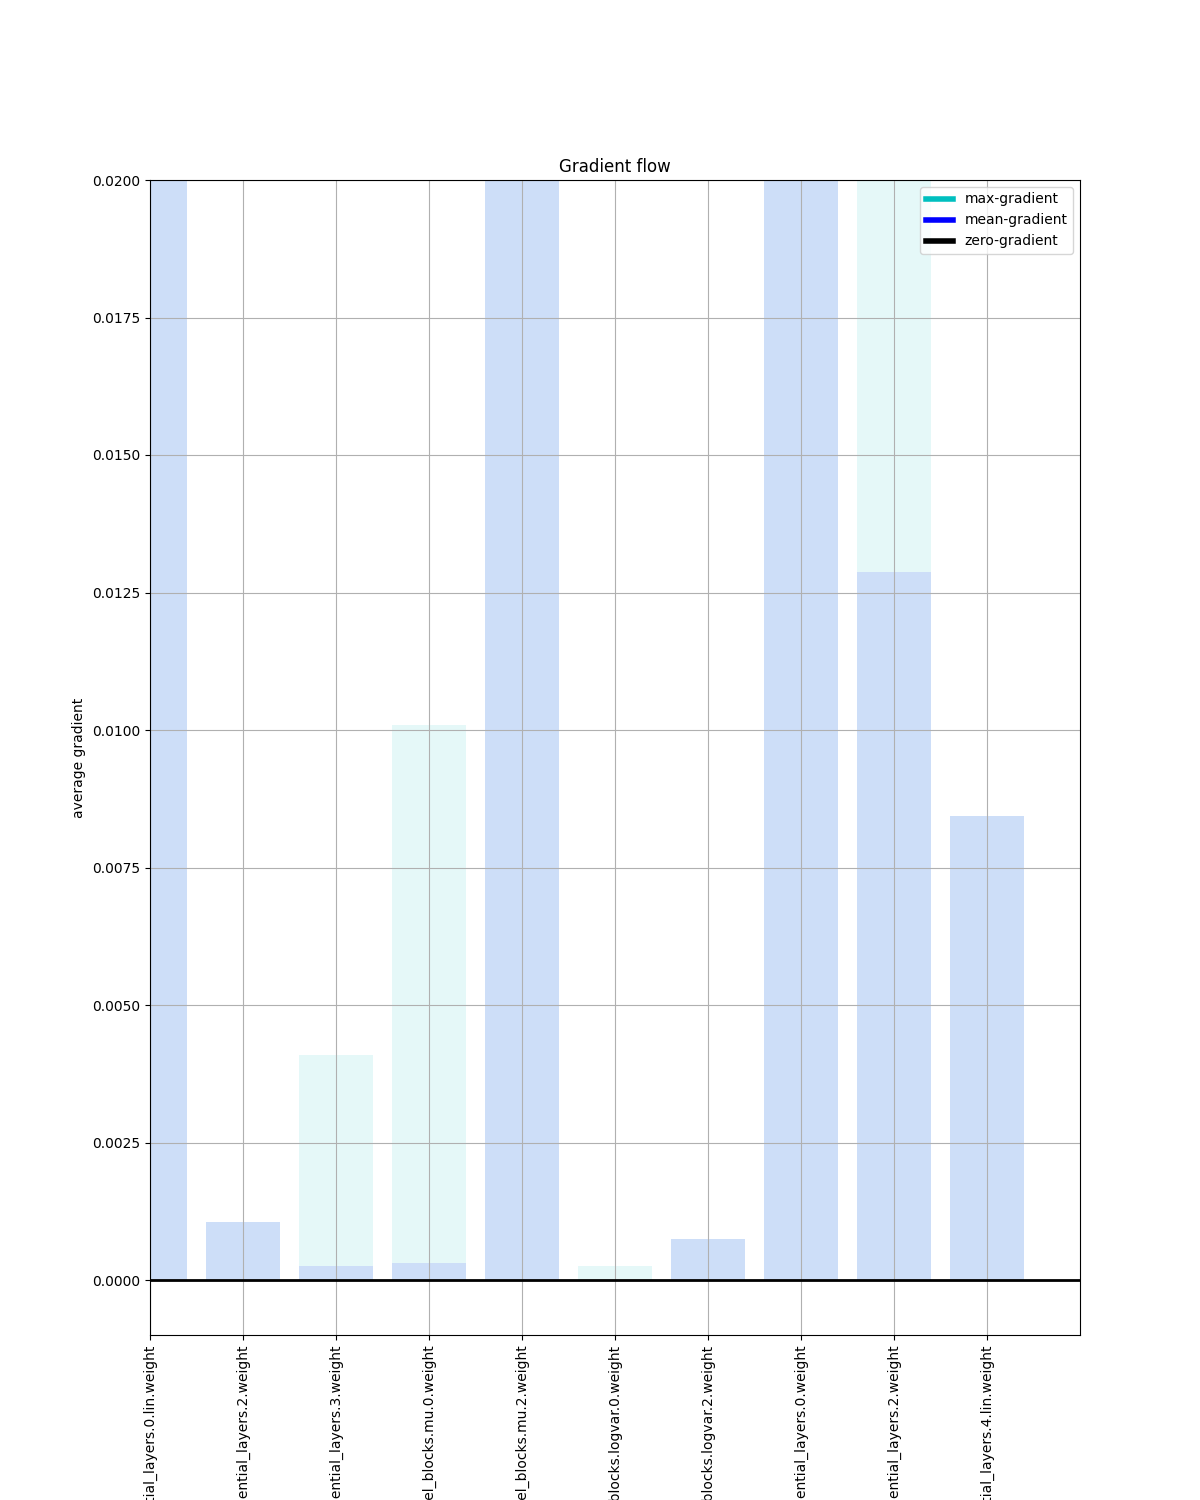 Gradient flow
max-gradient
mean-gradient
zero-gradient
0.0200
0.0175
0.0150
0.0125
0.0100
0.0075
0.0050
0.0025
0.0000
average gradient
tial_layers.0.lin.weight
ential_layers.2.weight
ential_layers.3.weight
el_blocks.mu.0.weight
el_blocks.mu.2.weight
blocks.logvar.0.weight
blocks.logvar.2.weight
ential_layers.0.weight
ential_layers.2.weight
tial_layers.4.lin.weight